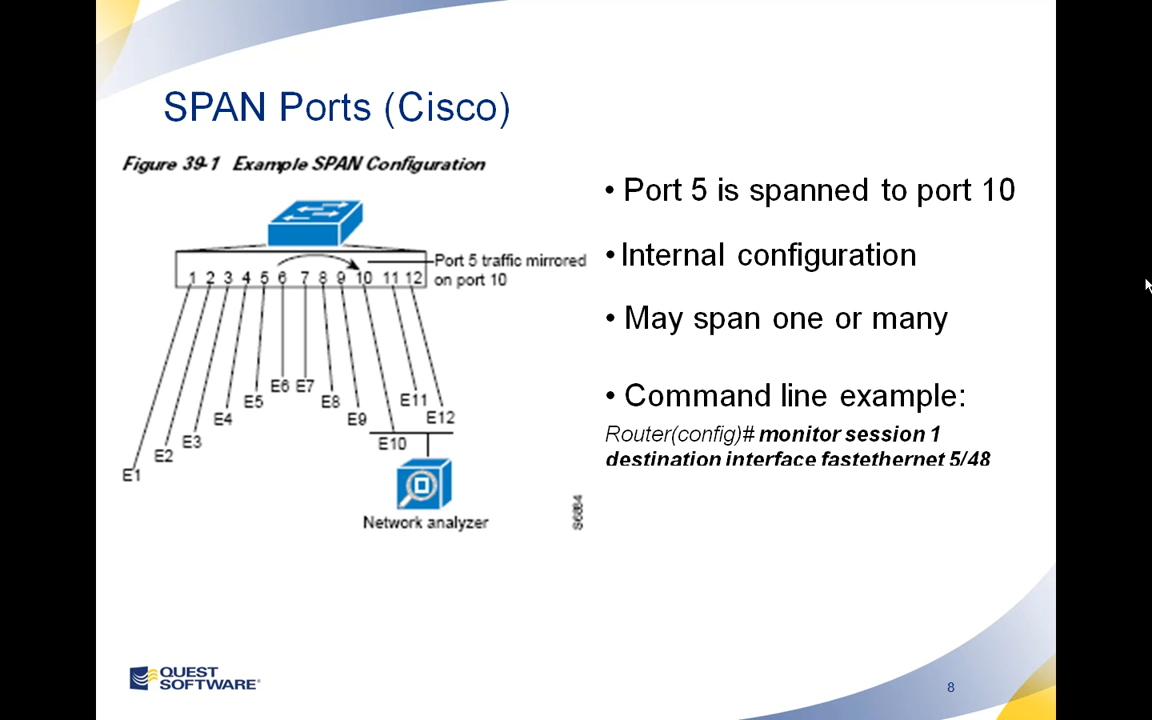 SPAN Ports (Cisco)
Figure 39-1 Example SPAN Configuration
Port 5 traffic mirrored
on port 10
1 2 3 4 5 6 7 8 9 10 11 12
E6 E7
E5 E8 E11
E4 E9 E12
E3 E10
E2
E1
Network analyzer
S6884
• Port 5 is spanned to port 10
• Internal configuration
• May span one or many
• Command line example:
Router(config)# monitor session 1
destination interface fastethernet 5/48
QUEST
SOFTWARE
8